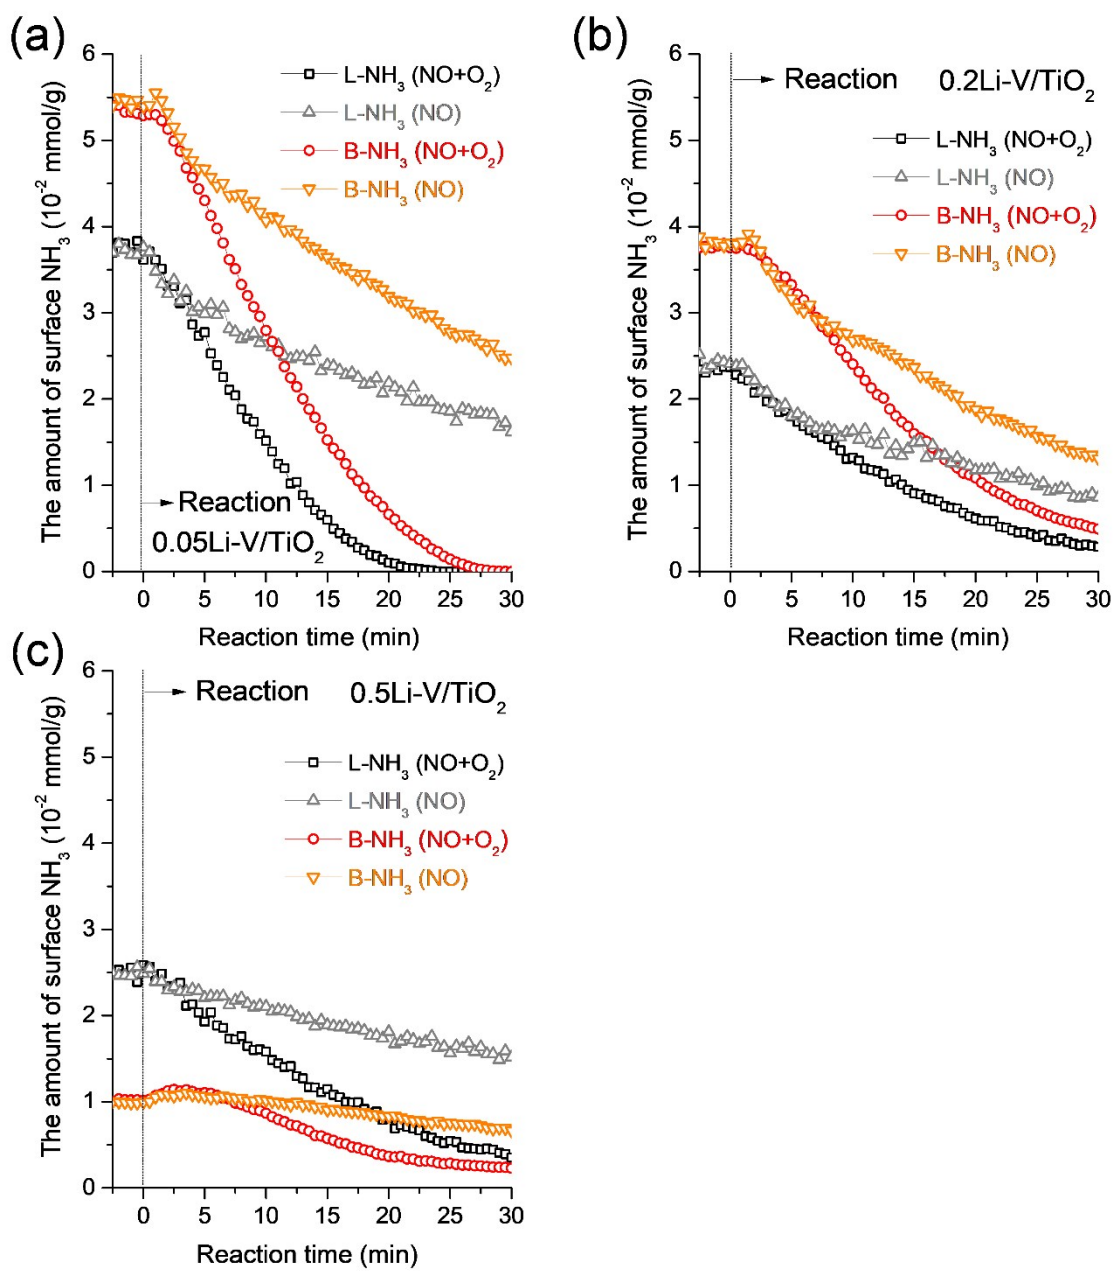 (a)
The amount of surface NH₃ (10⁻² mmol/g)
6
5
4
3
2
1
0
L-NH₃ (NO+O₂)
L-NH₃ (NO)
B-NH₃ (NO+O₂)
B-NH₃ (NO)
Reaction
0.05Li-V/TiO₂
0 5 10 15 20 25 30
Reaction time (min)
(b)
The amount of surface NH₃ (10⁻² mmol/g)
6
5
4
3
2
1
0
Reaction 0.2Li-V/TiO₂
L-NH₃ (NO+O₂)
L-NH₃ (NO)
B-NH₃ (NO+O₂)
B-NH₃ (NO)
0 5 10 15 20 25 30
Reaction time (min)
(c)
The amount of surface NH₃ (10⁻² mmol/g)
6
5
4
3
2
1
0
Reaction 0.5Li-V/TiO₂
L-NH₃ (NO+O₂)
L-NH₃ (NO)
B-NH₃ (NO+O₂)
B-NH₃ (NO)
0 5 10 15 20 25 30
Reaction time (min)